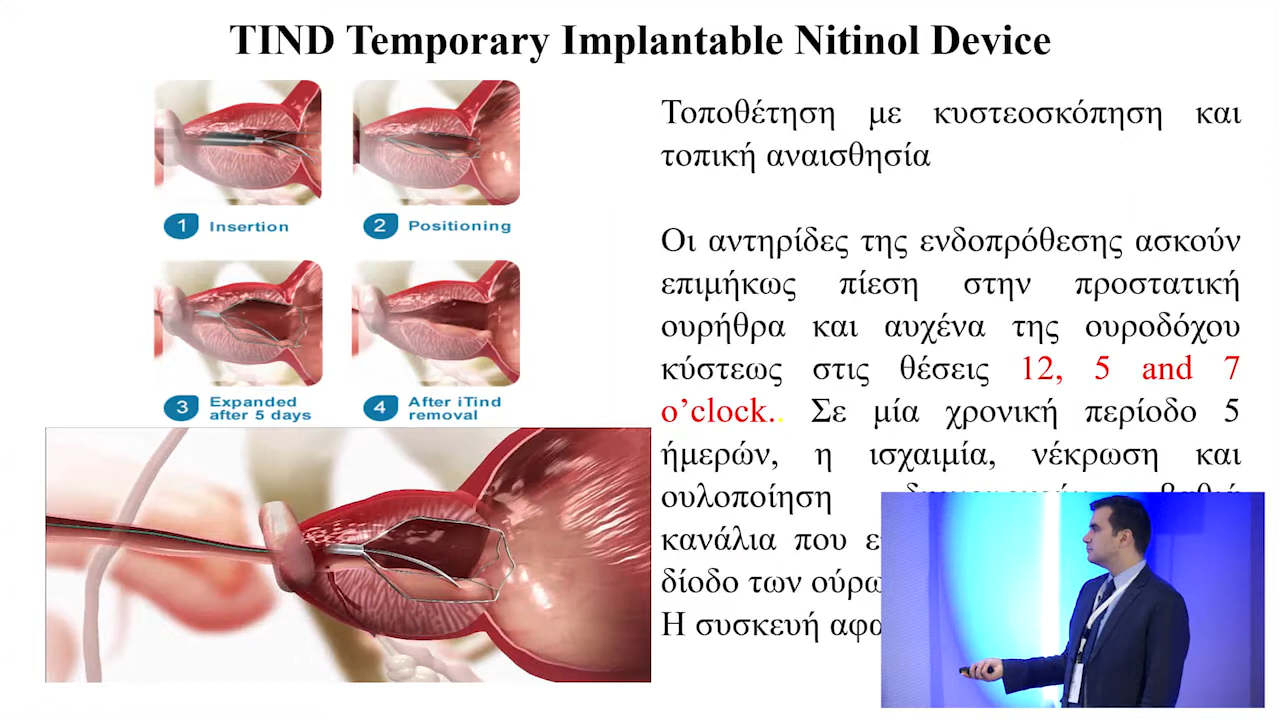 TIND Temporary Implantable Nitinol Device
1 Insertion
2 Positioning
3 Expanded
after 5 days
4 After iTind
removal
Τοποθέτηση με κυστεοσκόπηση και
τοπική αναισθησία
Οι αντηρίδες της ενδοπρόθεσης ασκούν
επιμήκως πίεση στην προστατική
ουρήθρα και αυχένα της ουροδόχου
κύστεως στις θέσεις 12, 5 and 7
o’clock.. Σε μία χρονική περίοδο 5
ήμερών, η ισχαιμία, νέκρωση και
ουλοποίηση
κανάλια που
δίοδο των
Η συσκευή